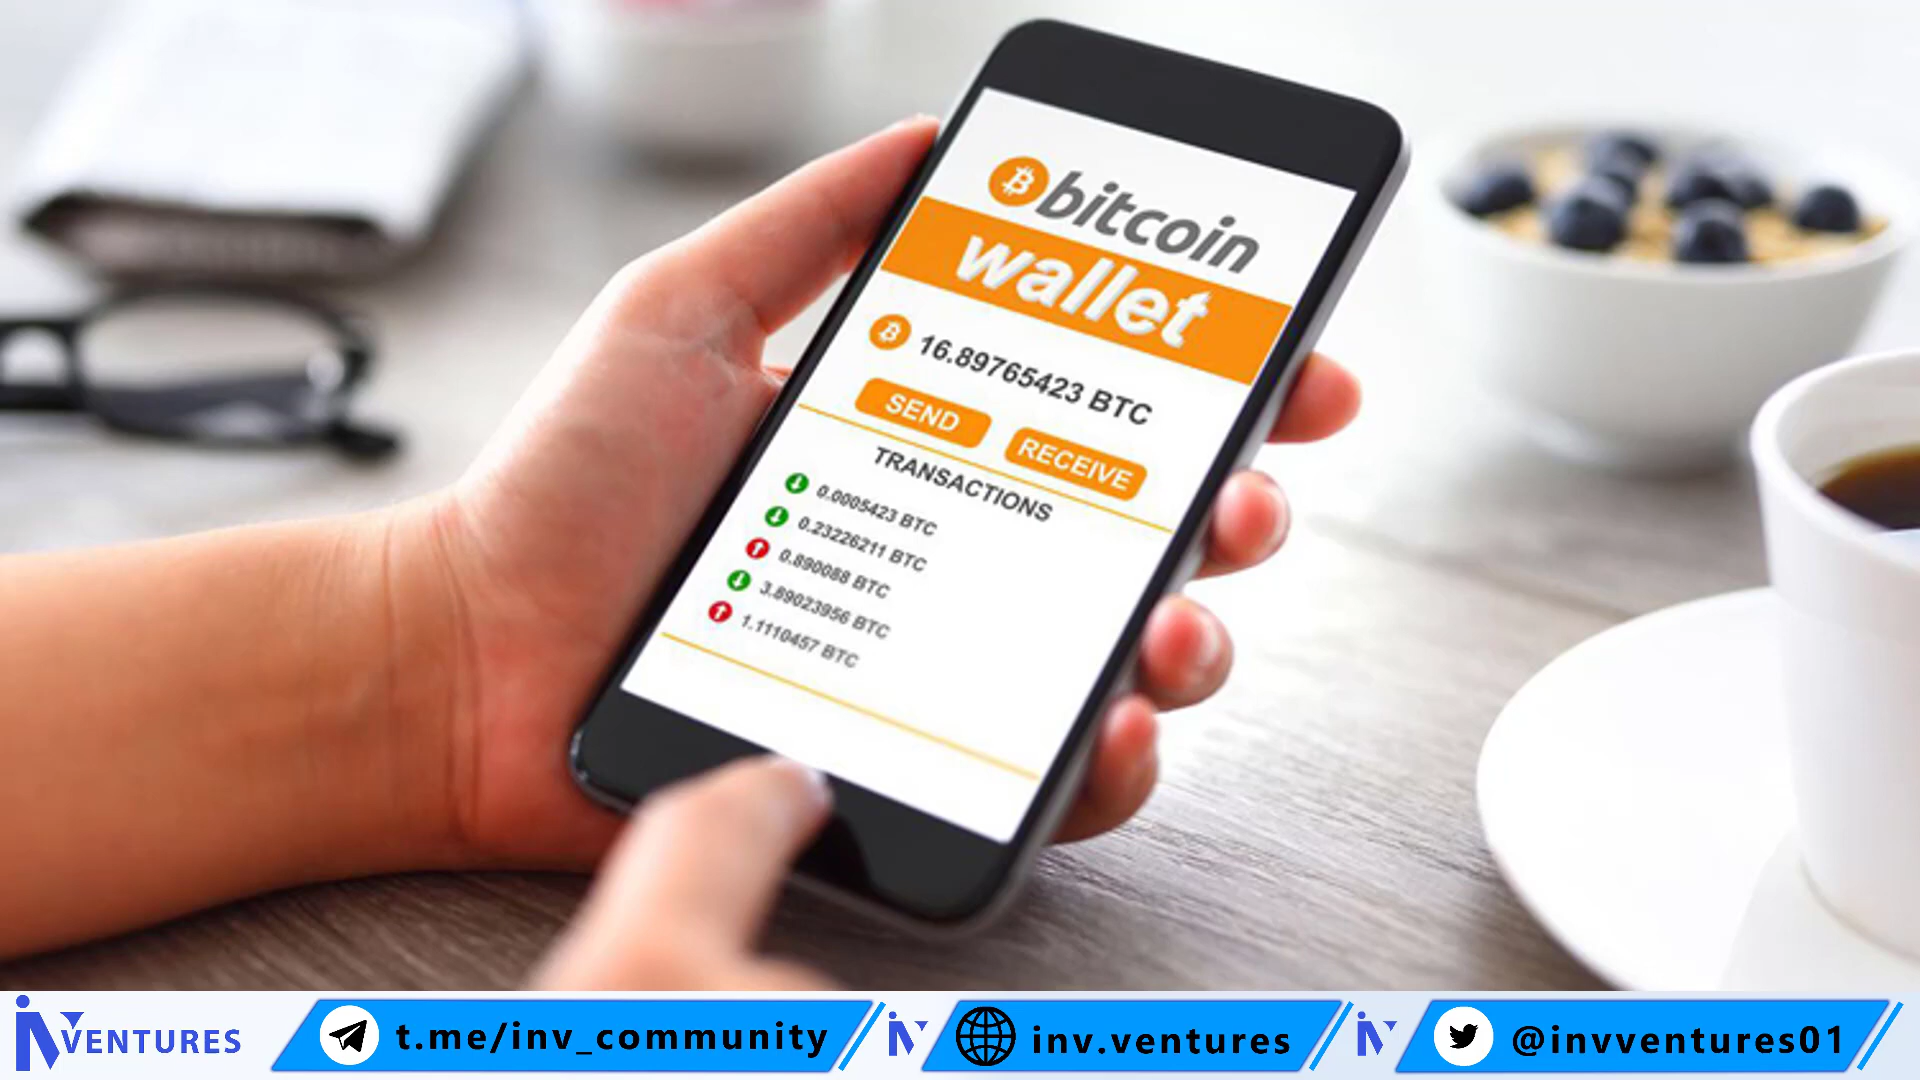 bitcoin
wallet
16.89765423 BTC
SEND
RECEIVE
TRANSACTIONS
0.0005423 BTC
0.23226211 BTC
0.890088 BTC
3.89023956 BTC
1.1110457 BTC
INVENTURES
t.me/inv_community
inv.ventures
@invventures01